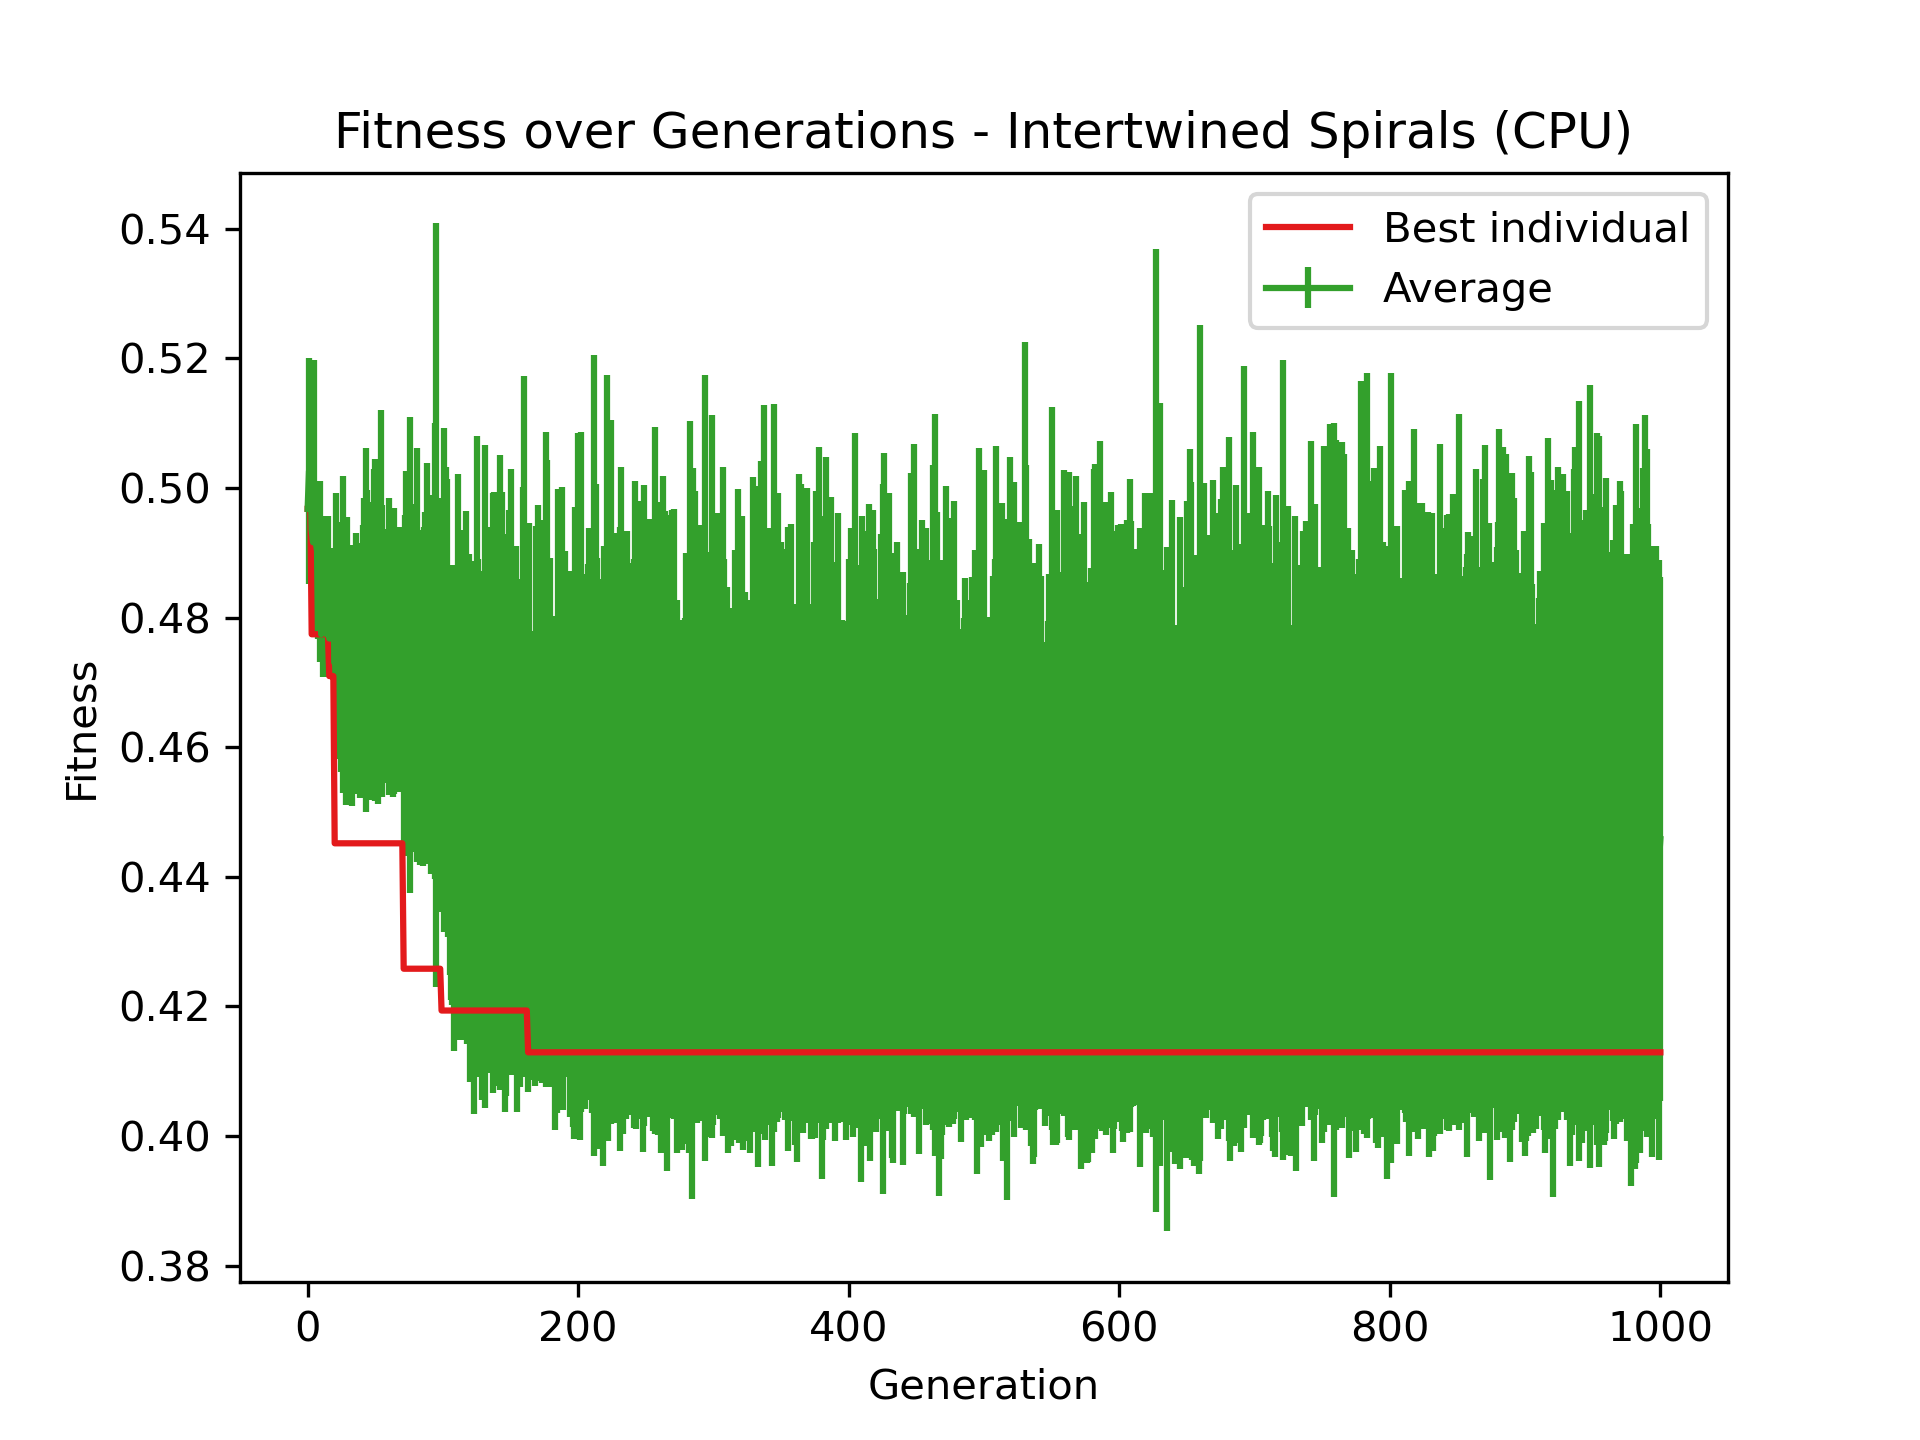 Fitness over Generations - Intertwined Spirals (CPU)
Best individual
Average
0.54
0.52
0.50
0.48
0.46
0.44
0.42
0.40
0.38
Fitness
0 200 400 600 800 1000
Generation